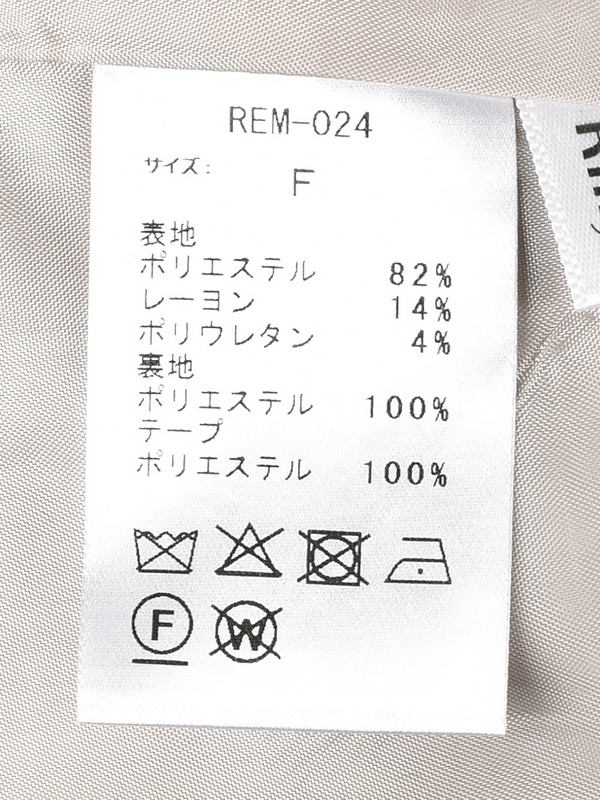 REM-024
サイズ:
F
表地
ポリエステル 82%
レーヨン 14%
ポリウレタン 4%
裏地
ポリエステル 100%
テープ
ポリエステル 100%
F
W